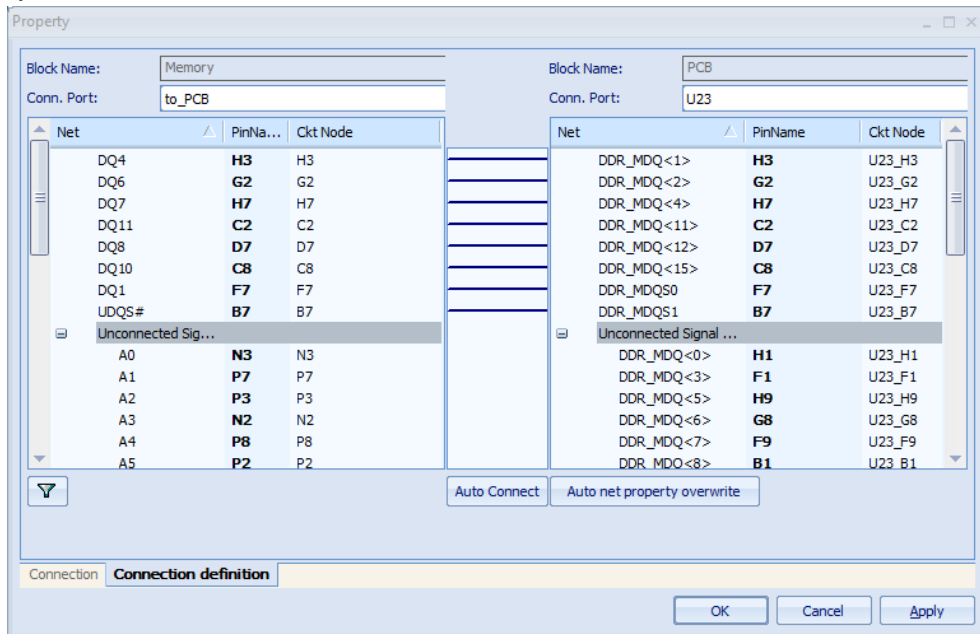 Property
Block Name: Memory Block Name: PCB
Conn. Port: to_PCB Conn. Port: U23
Net PinNa... Ckt Node Net PinName Ckt Node
DQ4 H3 H3 DDR_MDQ<1> H3 U23_H3
DQ6 G2 G2 DDR_MDQ<2> G2 U23_G2
DQ7 H7 H7 DDR_MDQ<4> H7 U23_H7
DQ11 C2 C2 DDR_MDQ<11> C2 U23_C2
DQ8 D7 D7 DDR_MDQ<12> D7 U23_D7
DQ10 C8 C8 DDR_MDQ<15> C8 U23_C8
DQ1 F7 F7 DDR_MDQS0 F7 U23_F7
UDQS# B7 B7 DDR_MDQS1 B7 U23_B7
Unconnected Sig... Unconnected Signal ...
A0 N3 N3 DDR_MDQ<0> H1 U23_H1
A1 P7 P7 DDR_MDQ<3> F1 U23_F1
A2 P3 P3 DDR_MDQ<5> H9 U23_H9
A3 N2 N2 DDR_MDQ<6> G8 U23_G8
A4 P8 P8 DDR_MDQ<7> F9 U23_F9
A5 P2 P2 DDR_MDQ<8> B1 U23_B1
Auto Connect Auto net property overwrite
Connection Connection definition
OK Cancel Apply